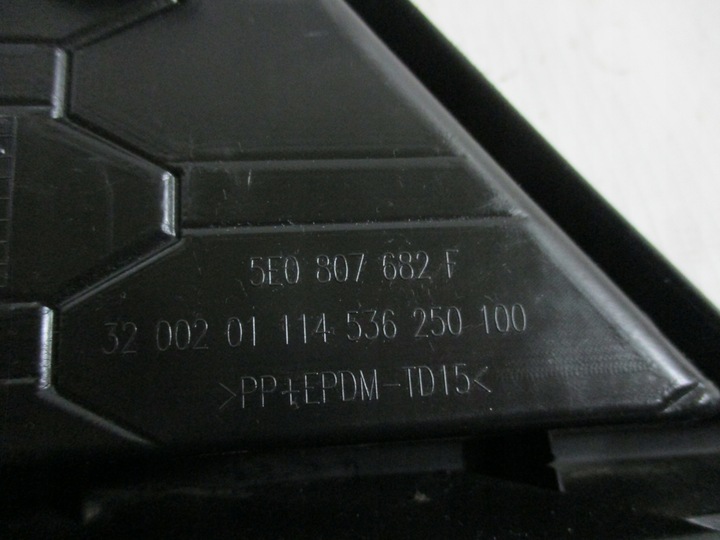 5E0 807 682 F
32 002 01 114 536 250 100
>PP+EPDM-TD15<